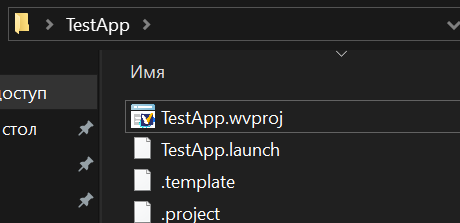 TestApp
Имя
доступ
стол
TestApp.wvproj
TestApp.launch
.template
.project